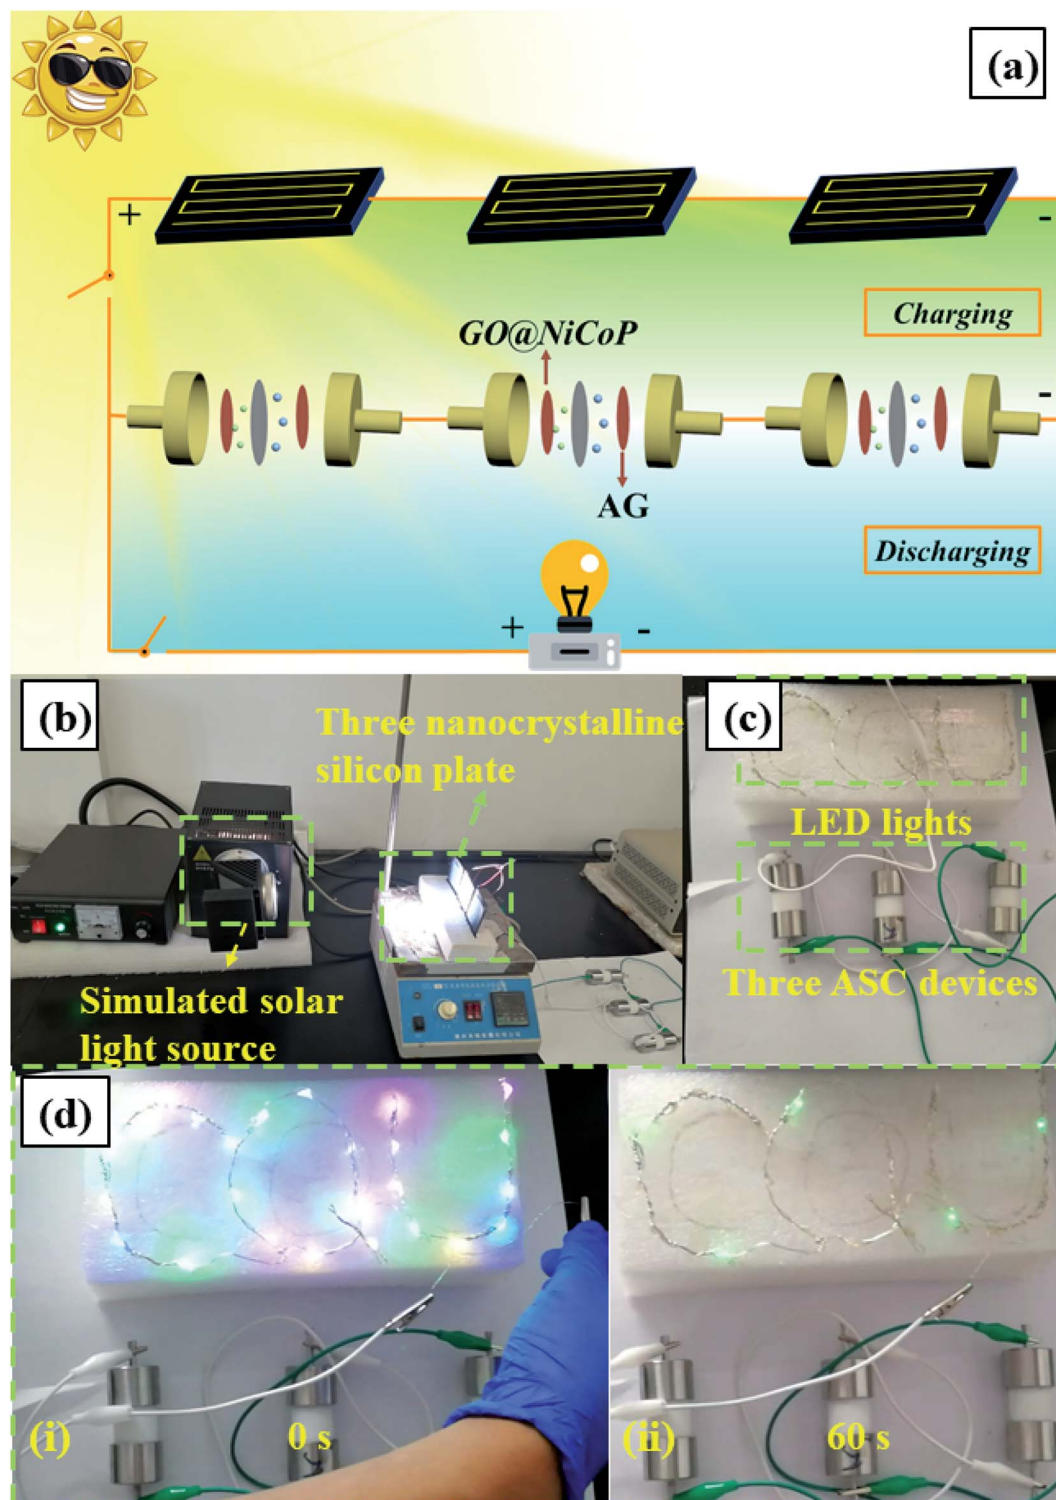 (a)
+
-
Charging
GO@NiCoP
-
AG
Discharging
+
-
(b)
Three nanocrystalline
silicon plate
Simulated solar
light source
(c)
LED lights
Three ASC devices
(d)
(i)
0 s
(ii)
60 s